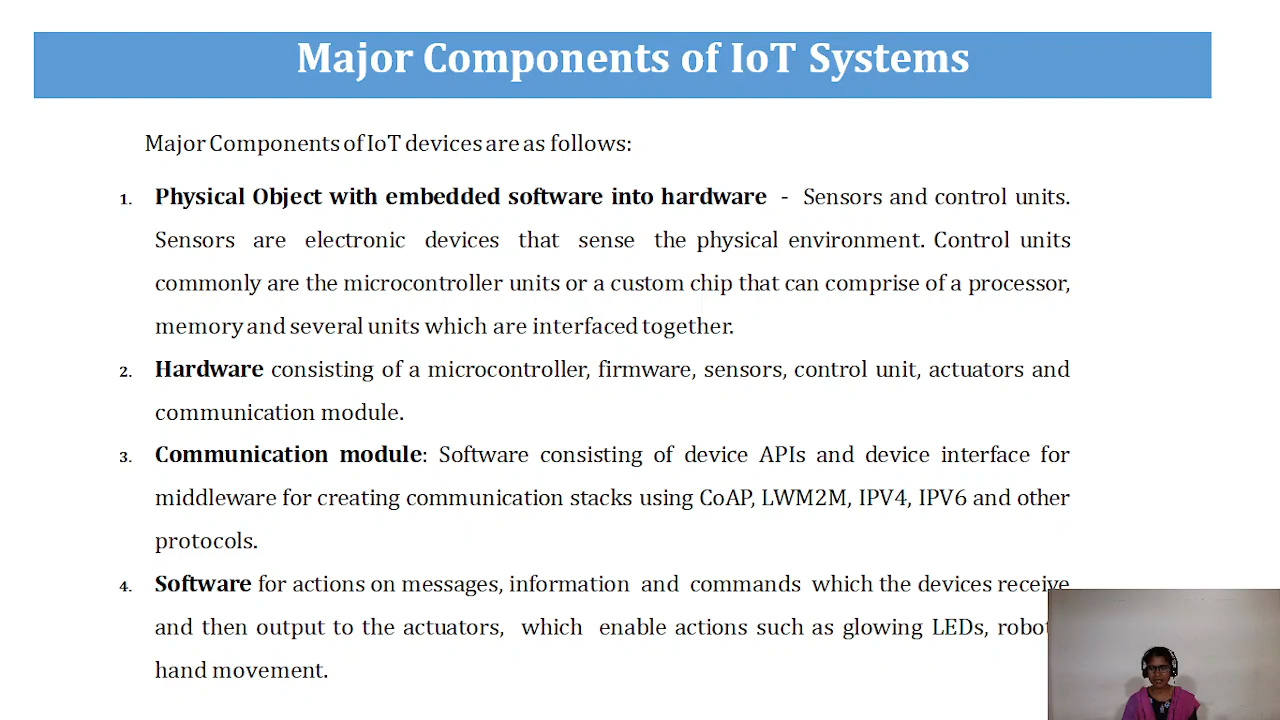 Major Components of IoT Systems
Major Components of IoT devices are as follows:
1. Physical Object with embedded software into hardware - Sensors and control units.
Sensors are electronic devices that sense the physical environment. Control units
commonly are the microcontroller units or a custom chip that can comprise of a processor,
memory and several units which are interfaced together.
2. Hardware consisting of a microcontroller, firmware, sensors, control unit, actuators and
communication module.
3. Communication module: Software consisting of device APIs and device interface for
middleware for creating communication stacks using CoAP, LWM2M, IPV4, IPV6 and other
protocols.
4. Software for actions on messages, information and commands which the devices receive
and then output to the actuators, which enable actions such as glowing LEDs,
hand movement.